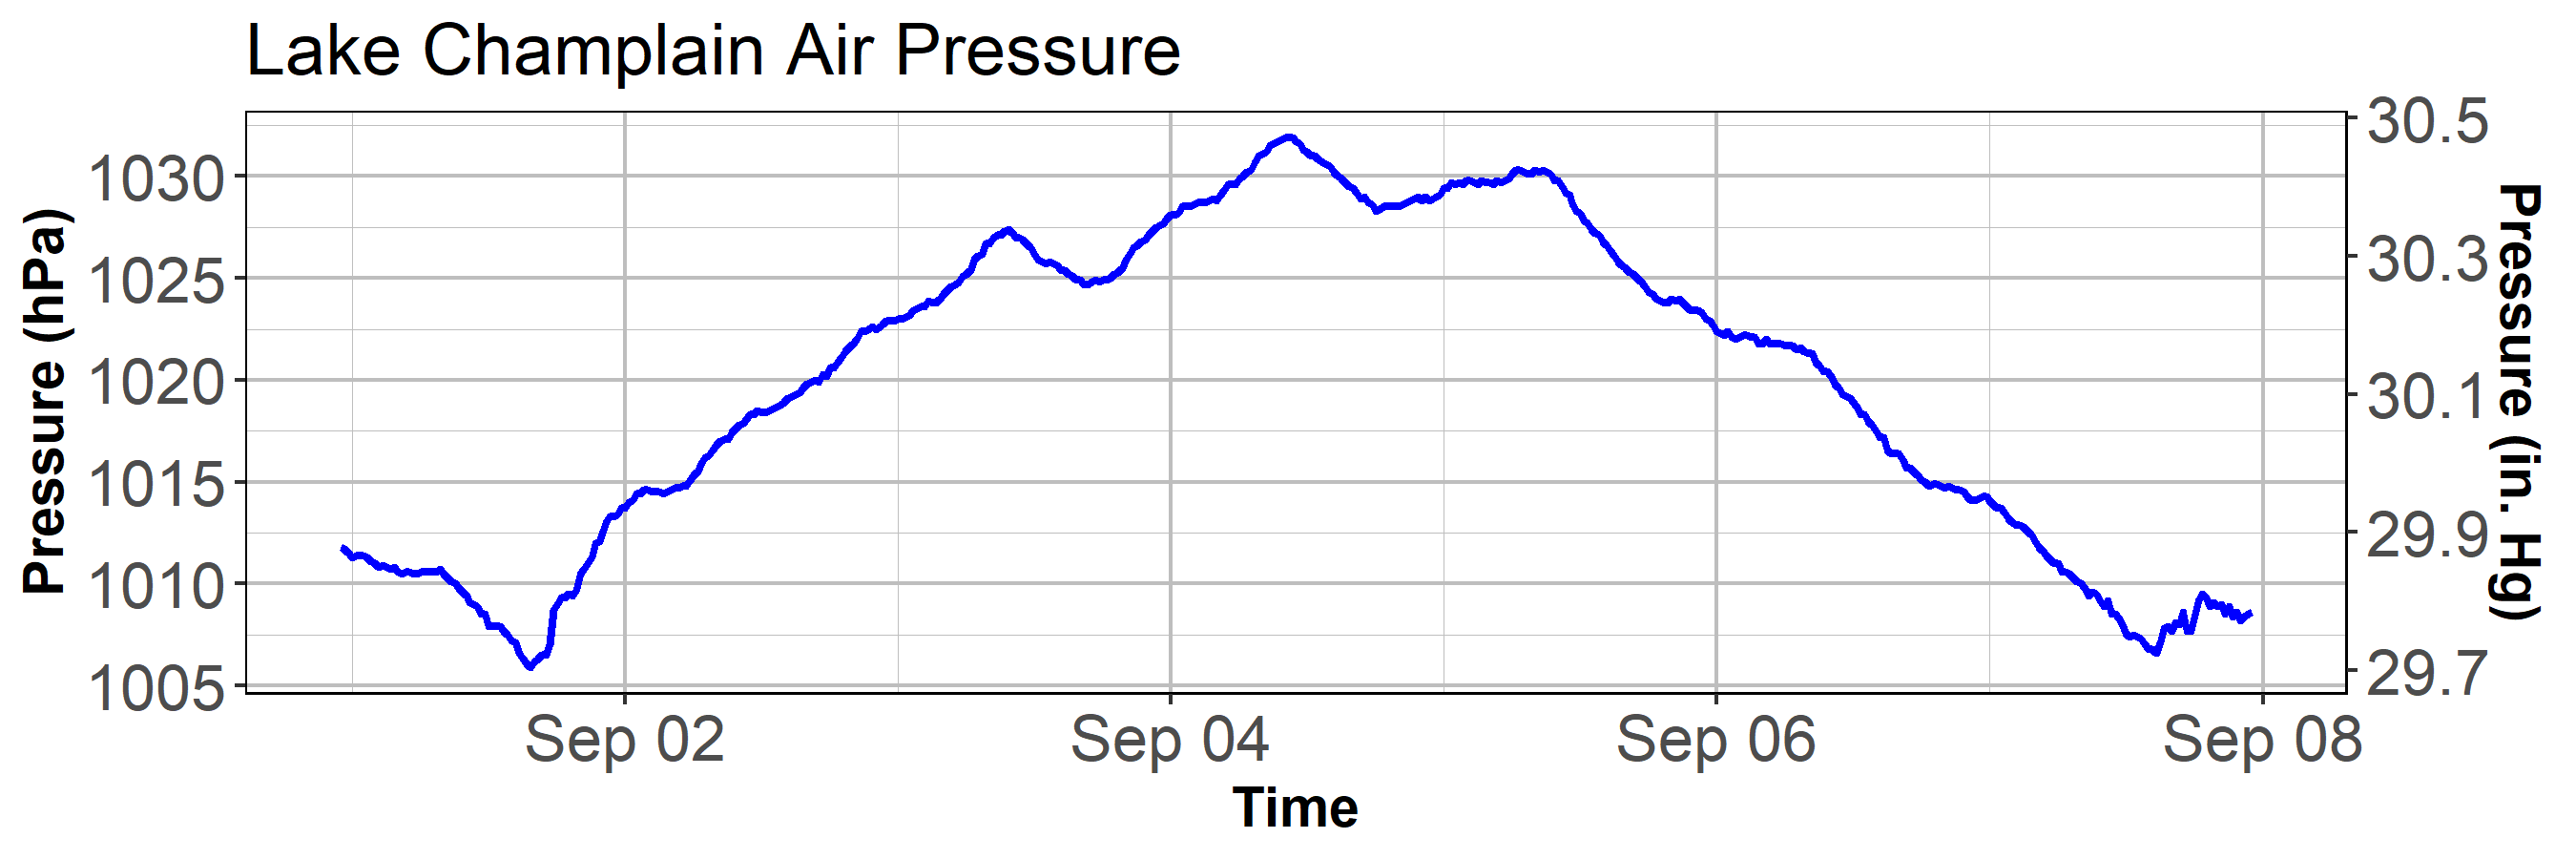 Lake Champlain Air Pressure
Pressure (hPa)
1030
1025
1020
1015
1010
1005
30.5
30.3
30.1
29.9
29.7
Pressure (in. Hg)
Sep 02 Sep 04 Sep 06 Sep 08
Time